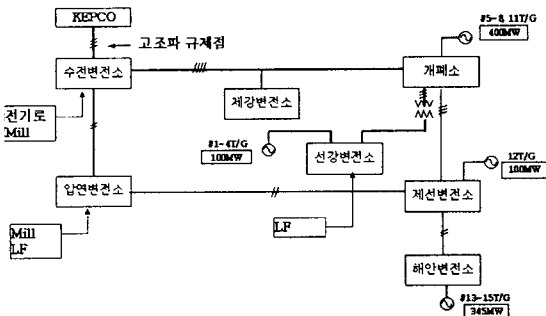 KEPCO
고조파 규제점
#5~8, 11T/G
400MW
수전변전소
개폐소
제강변전소
전기로
Mill
#1~4T/G
100MW
선강변전소
12T/G
100MW
압연변전소
제선변전소
Mill
LF
LF
해안변전소
#13~15T/G
345MW